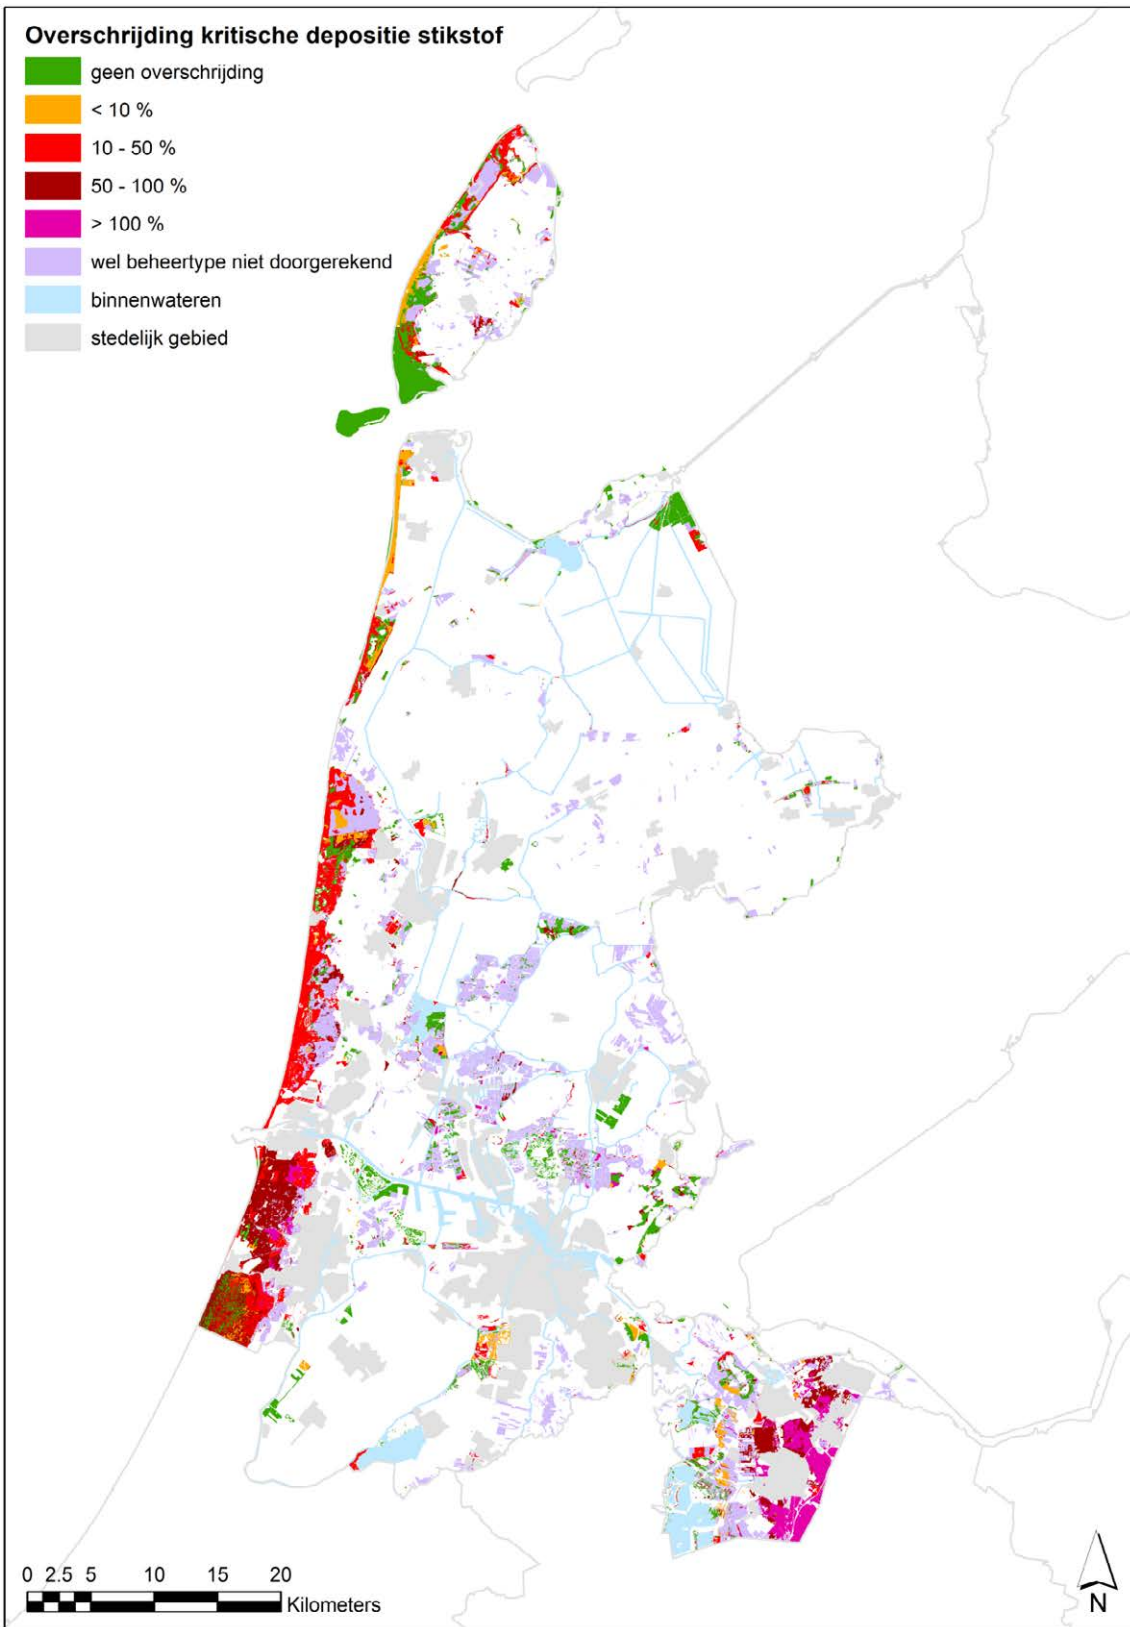 Overschrijding kritische depositie stikstof
geen overschrijding
< 10 %
10 - 50 %
50 - 100 %
> 100 %
wel beheertype niet doorgerekend
binnenwateren
stedelijk gebied
0 2.5 5 10 15 20
Kilometers
N